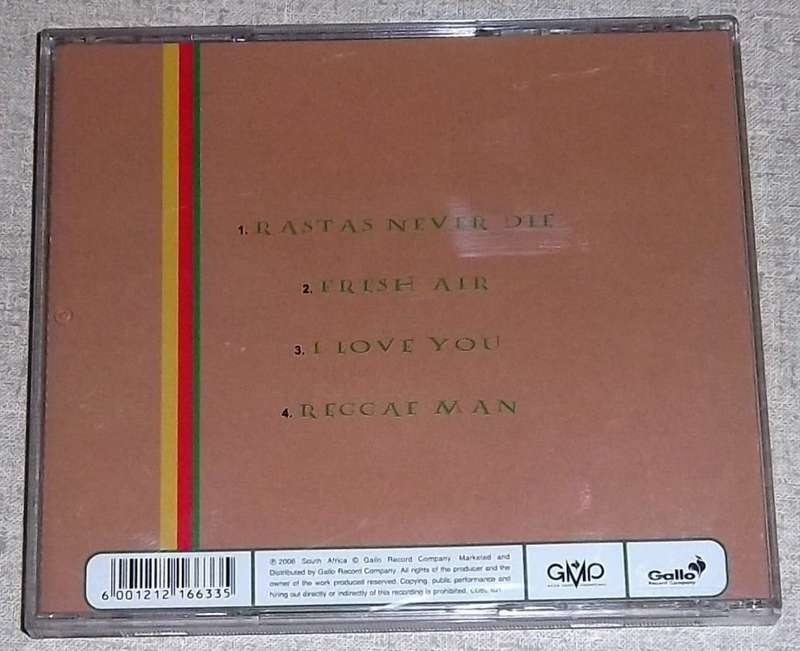 1. RASTAS NEVER DIE
2. FRESH AIR
3. I LOVE YOU
4. REGGAE MAN
℗ 2006 South Africa © Gallo Record Company. Marketed and
Distributed by Gallo Record Company. All rights of the producer and the
owner of the work produced reserved. Copying, public performance and
hiring out directly or indirectly of this recording is prohibited.
6 001212 166335
GMP
Gallo
Record Company